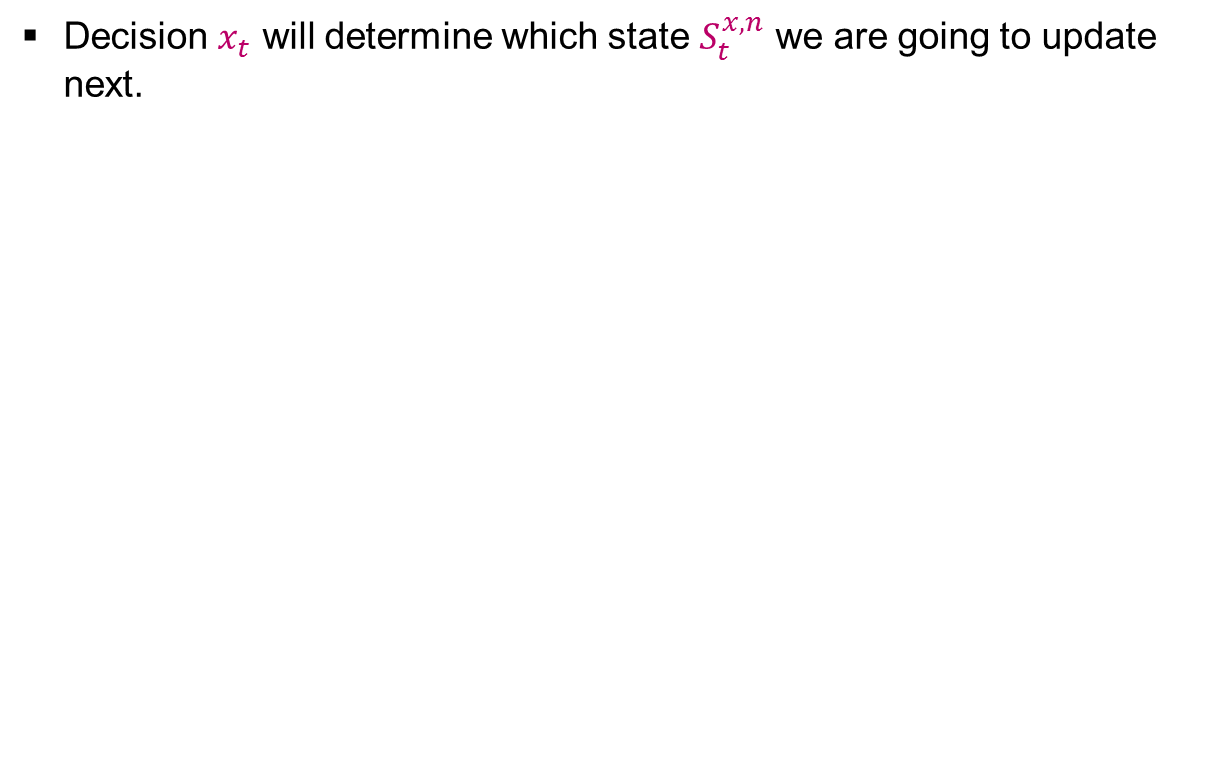 ▪ Decision $x_t$ will determine which state $S_t^{x,n}$ we are going to update
next.